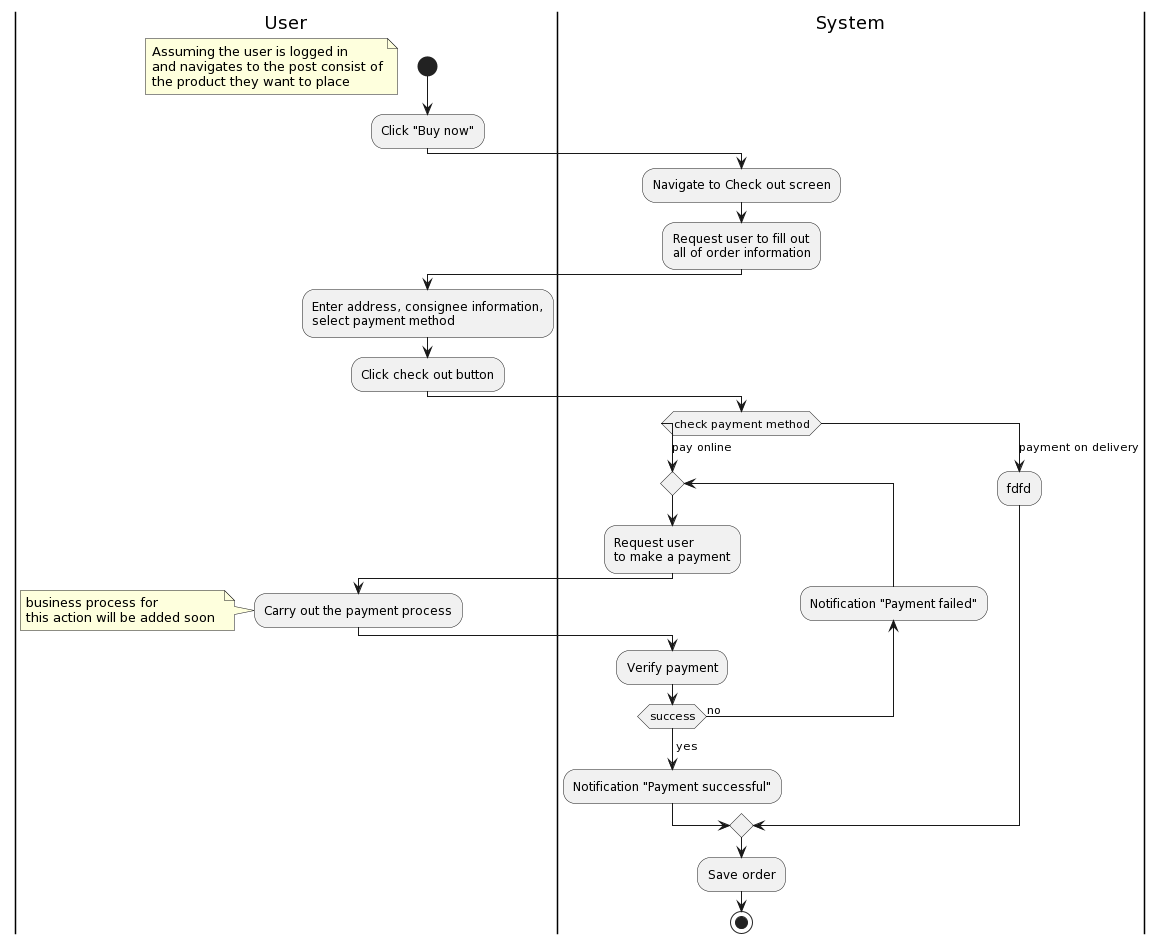 User
System
Assuming the user is logged in
and navigates to the post consist of
the product they want to place
Click "Buy now"
Navigate to Check out screen
Request user to fill out
all of order information
Enter address, consignee information,
select payment method
Click check out button
check payment method
pay online
payment on delivery
fdfd
Request user
to make a payment
business process for
this action will be added soon
Carry out the payment process
Notification "Payment failed"
Verify payment
success
no
yes
Notification "Payment successful"
Save order